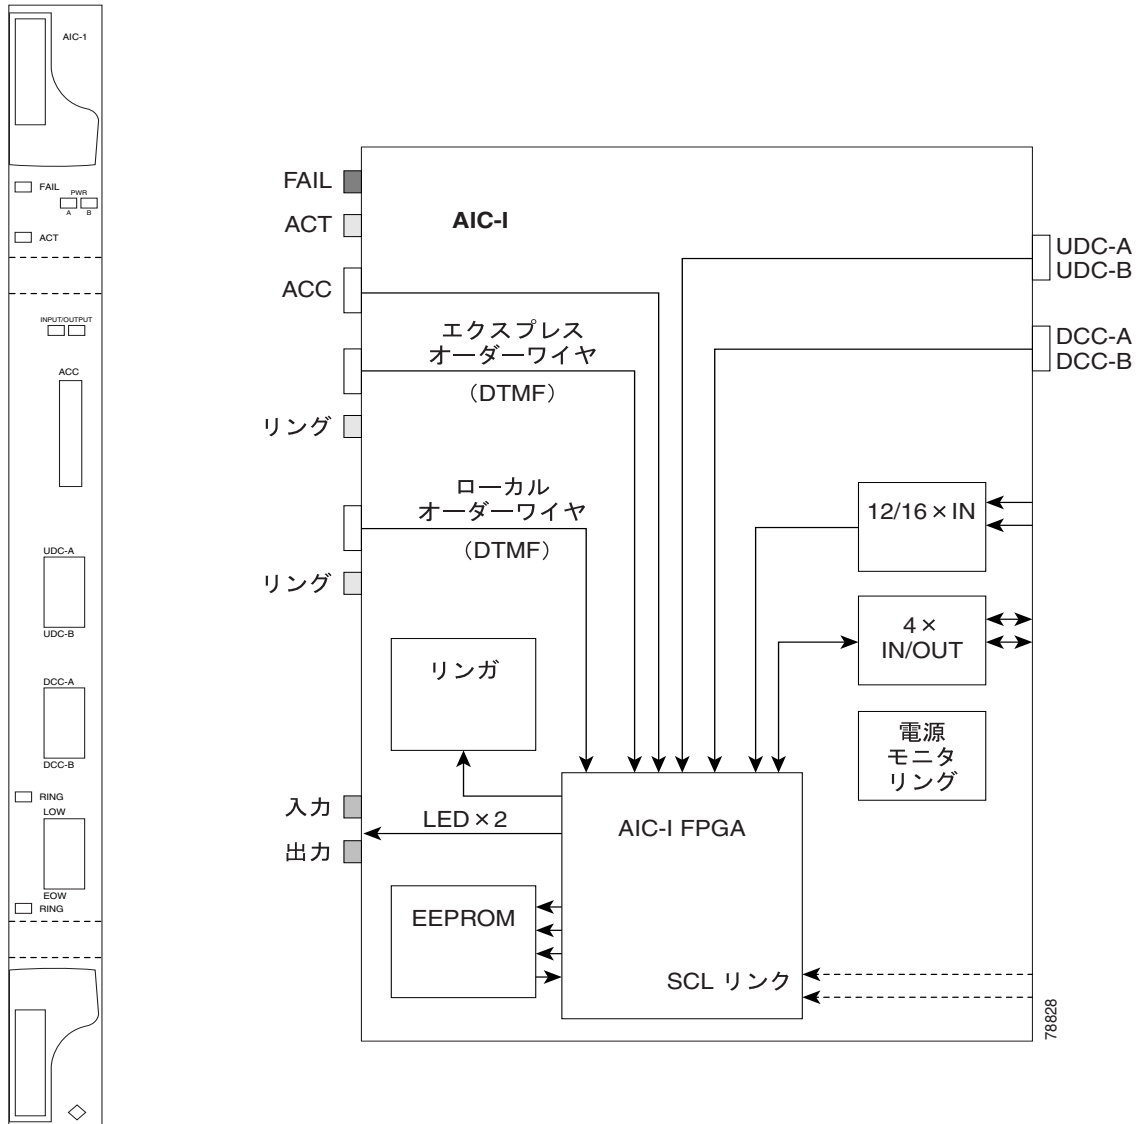 AIC-1
FAIL
PWR
A B
ACT
INPUT/OUTPUT
ACC
UDC-A
UDC-B
DCC-A
DCC-B
RING
LOW
EOW
RING
FAIL
ACT
AIC-I
ACC
エクスプレス
オーダーワイヤ
（DTMF）
リング
ローカル
オーダーワイヤ
（DTMF）
リング
UDC-A
UDC-B
DCC-A
DCC-B
12/16 × IN
4 ×
IN/OUT
電源
モニタ
リング
リンガ
入力
LED × 2
出力
AIC-I FPGA
EEPROM
SCL リンク
78828